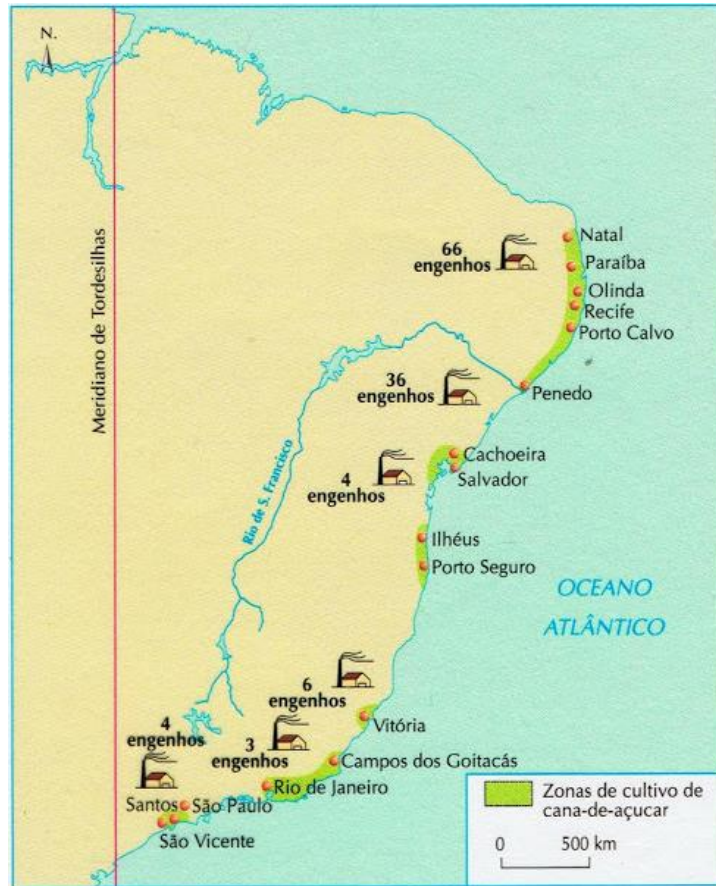 N.
Meridiano de Tordesilhas
66
engenhos
Natal
Paraíba
Olinda
Recife
Porto Calvo
36
engenhos
Penedo
Rio de S. Francisco
4
engenhos
Cachoeira
Salvador
Ilhéus
Porto Seguro
OCEANO
ATLÂNTICO
6
engenhos
Vitória
4
engenhos
3
engenhos
Campos dos Goitacás
Rio de Janeiro
Santos
São Paulo
São Vicente
Zonas de cultivo de
cana-de-açucar
0 500 km